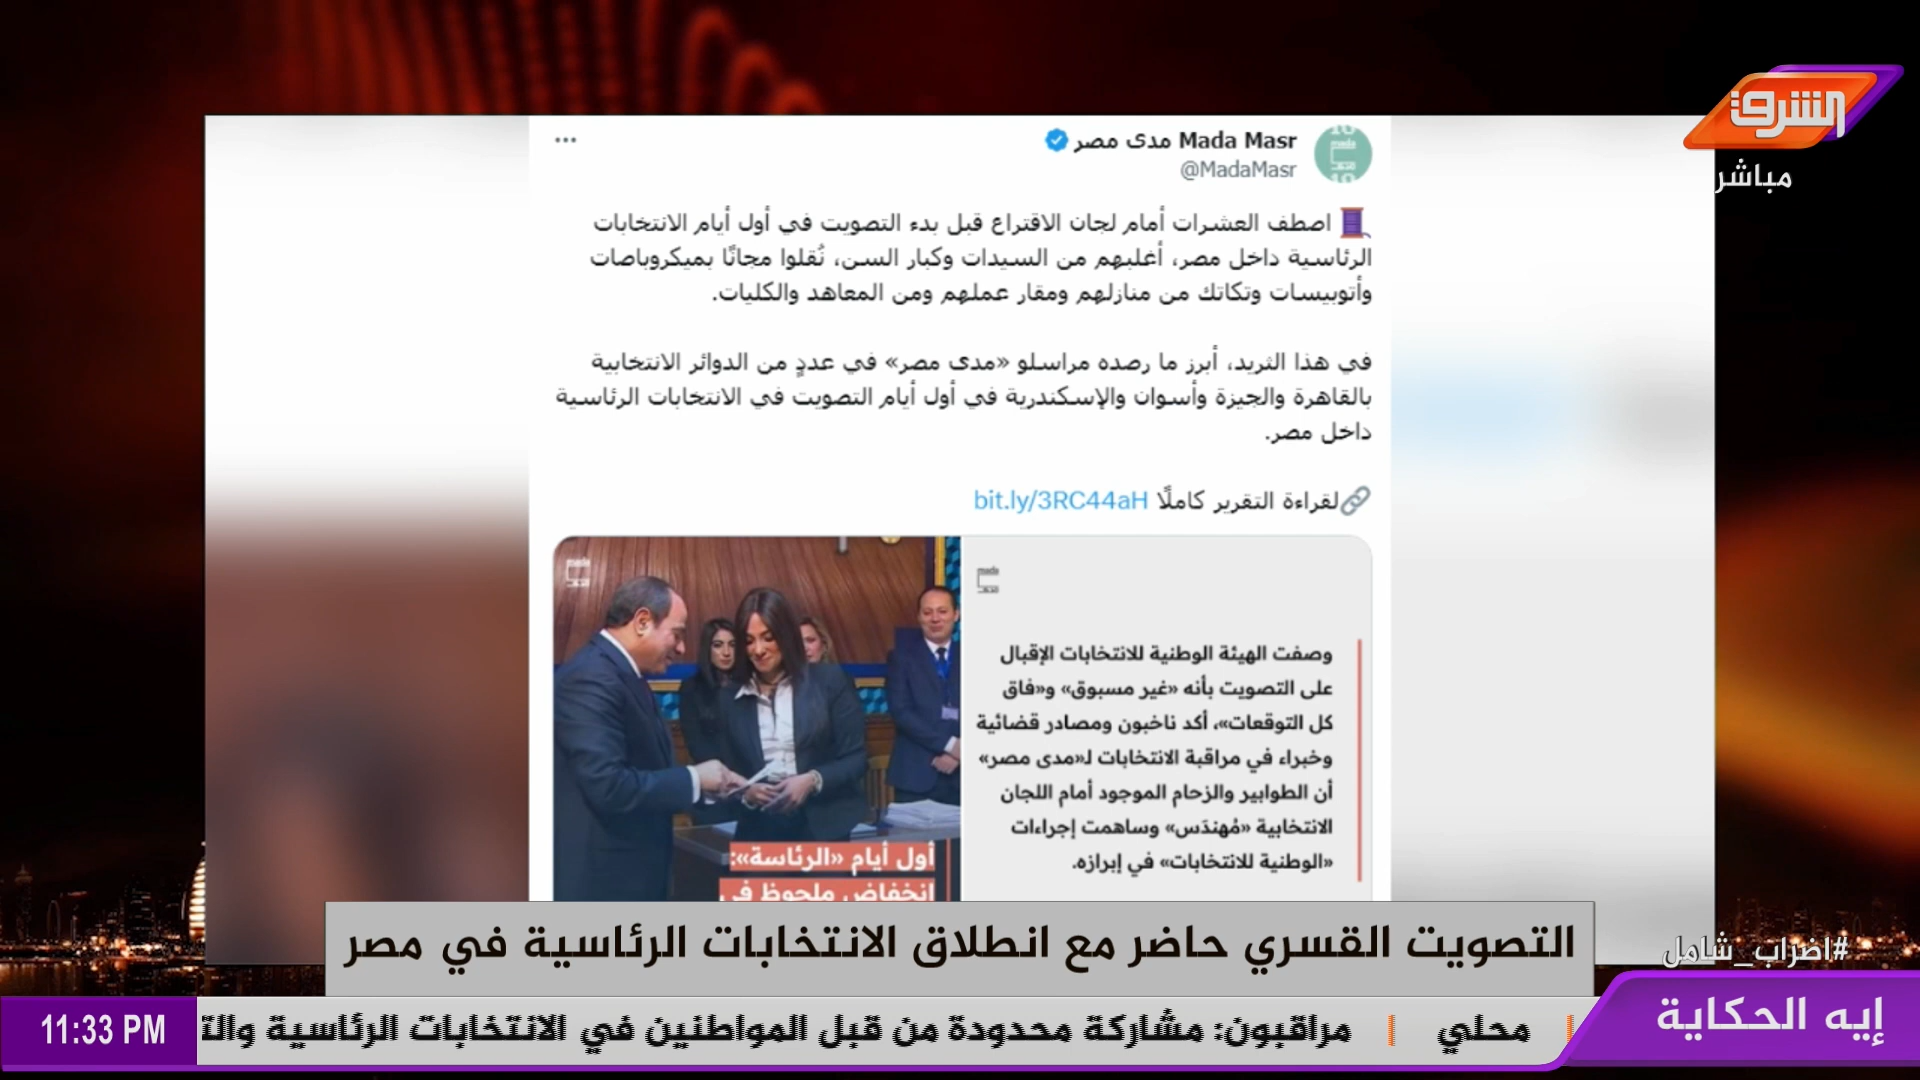 الشرق
مباشر
Mada Masr مدى مصر
@MadaMasr
اصطف العشرات أمام لجان الاقتراع قبل بدء التصويت في أول أيام الانتخابات
الرئاسية داخل مصر، أغلبهم من السيدات وكبار السن، نُقلوا مجانًا بميكروباصات
وأتوبيسات وتكاتك من منازلهم ومقار عملهم ومن المعاهد والكليات.
في هذا الثريد، أبرز ما رصده مراسلو «مدى مصر» في عددٍ من الدوائر الانتخابية
بالقاهرة والجيزة وأسوان والإسكندرية في أول أيام التصويت في الانتخابات الرئاسية
داخل مصر.
لقراءة التقرير كاملًا bit.ly/3RC44aH
وصفت الهيئة الوطنية للانتخابات الإقبال
على التصويت بأنه «غير مسبوق» و«فاق
كل التوقعات»، أكد ناخبون ومصادر قضائية
وخبراء في مراقبة الانتخابات لـ«مدى مصر»
أن الطوابير والزحام الموجود أمام اللجان
الانتخابية «مُهندَس» وساهمت إجراءات
«الوطنية للانتخابات» في إبرازه.
أول أيام «الرئاسة»:
انخفاض ملحوظ في
التصويت القسري حاضر مع انطلاق الانتخابات الرئاسية في مصر
#اضراب_شامل
إيه الحكاية
محلي | مراقبون: مشاركة محدودة من قبل المواطنين في الانتخابات الرئاسية
11:33 PM